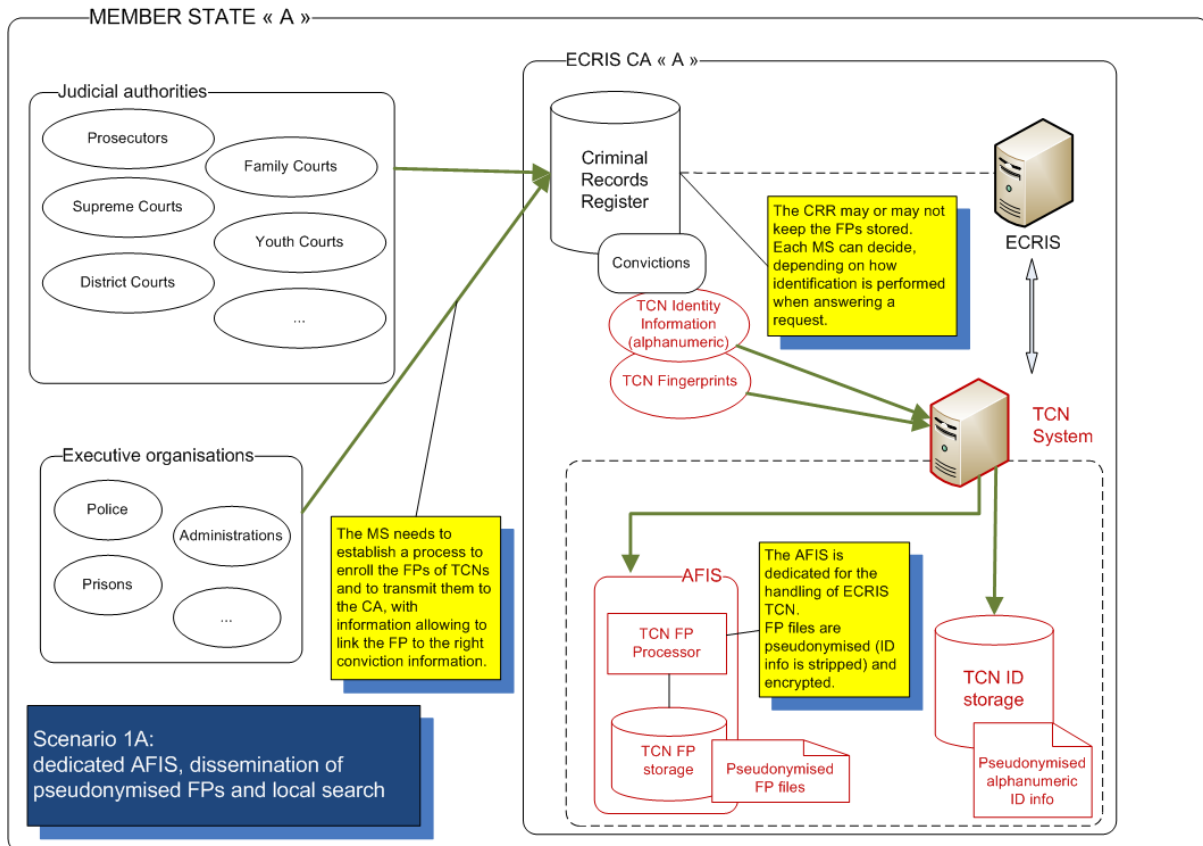 MEMBER STATE « A »
Judicial authorities
Prosecutors
Family Courts
Supreme Courts
Youth Courts
District Courts
...
Executive organisations
Police
Administrations
Prisons
...
The MS needs to
establish a process to
enroll the FPs of TCNs
and to transmit them to
the CA, with
information allowing to
link the FP to the right
conviction information.
Scenario 1A:
dedicated AFIS, dissemination of
pseudonymised FPs and local search
ECRIS CA « A »
Criminal
Records
Register
Convictions
TCN Identity
Information
(alphanumeric)
TCN Fingerprints
The CRR may or may not
keep the FPs stored.
Each MS can decide,
depending on how
identification is performed
when answering a
request.
ECRIS
TCN
System
AFIS
TCN FP
Processor
TCN FP
storage
Pseudonymised
FP files
The AFIS is
dedicated for the
handling of ECRIS
TCN.
FP files are
pseudonymised (ID
info is stripped) and
encrypted.
TCN ID
storage
Pseudonymised
alphanumeric
ID info